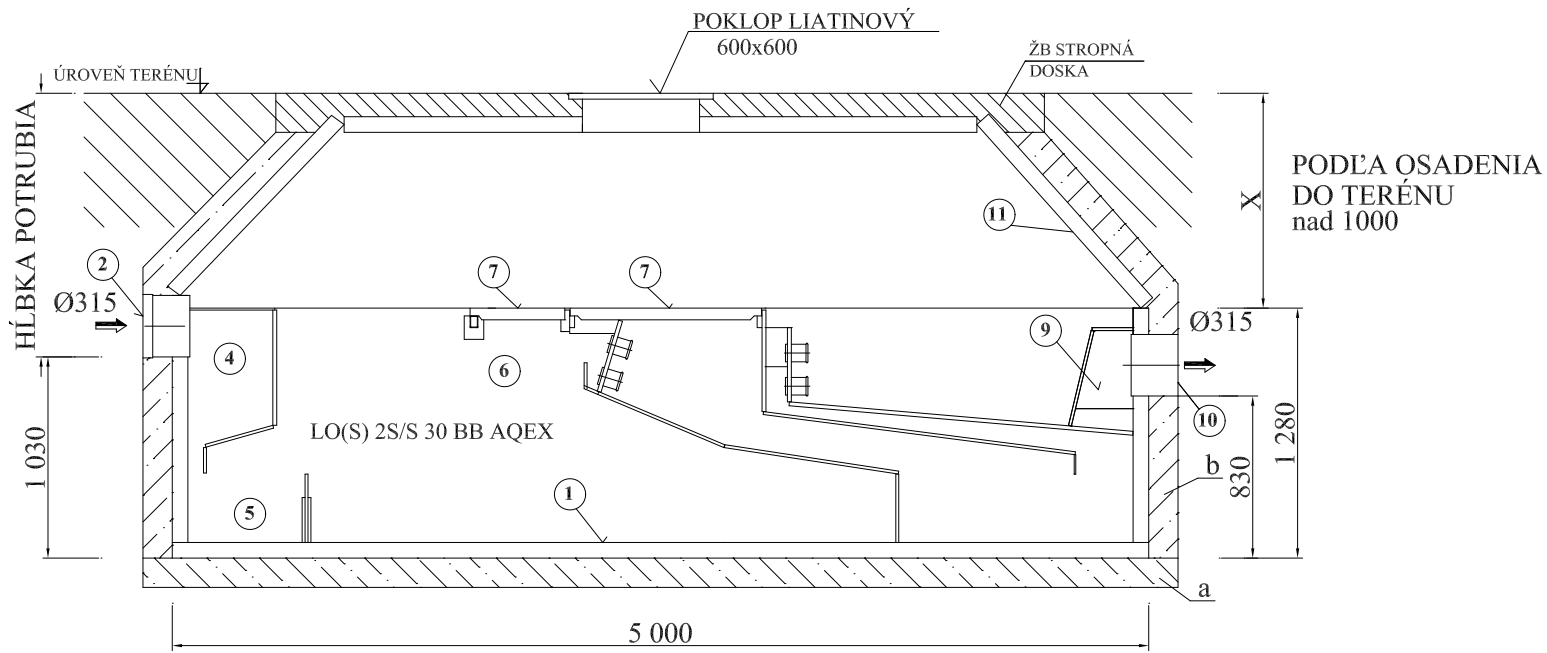 POKLOP LIATINOVÝ
600x600
ŽB STROPNÁ
DOSKA
ÚROVEŇ TERÉNU
HĹBKA POTRUBIA
X
PODĽA OSADENIA
DO TERÉNU
nad 1000
11
2
7
7
Ø315
Ø315
4
6
9
10
LO(S) 2S/S 30 BB AQEX
1 030
5
1
b
830
1 280
a
5 000